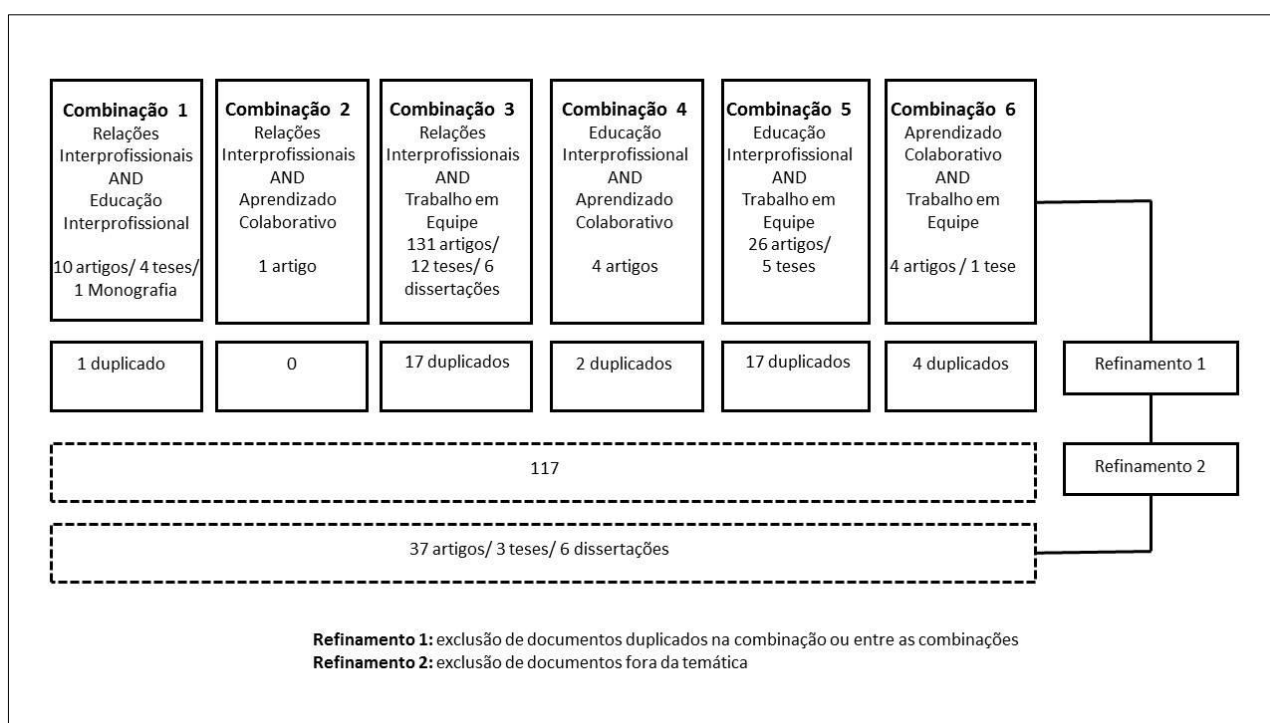 Combinação 1
Relações
Interprofissionais
AND
Educação
Interprofissional
10 artigos/ 4 teses/
1 Monografia
Combinação 2
Relações
Interprofissionais
AND
Aprendizado
Colaborativo
1 artigo
Combinação 3
Relações
Interprofissionais
AND
Trabalho em
Equipe
131 artigos/
12 teses/ 6
dissertações
Combinação 4
Educação
Interprofissional
AND
Aprendizado
Colaborativo
4 artigos
Combinação 5
Educação
Interprofissional
AND
Trabalho em
Equipe
26 artigos/
5 teses
Combinação 6
Aprendizado
Colaborativo
AND
Trabalho em
Equipe
4 artigos / 1 tese
1 duplicado
0
17 duplicados
2 duplicados
17 duplicados
4 duplicados
Refinamento 1
117
Refinamento 2
37 artigos/ 3 teses/ 6 dissertações
Refinamento 1: exclusão de documentos duplicados na combinação ou entre as combinações
Refinamento 2: exclusão de documentos fora da temática